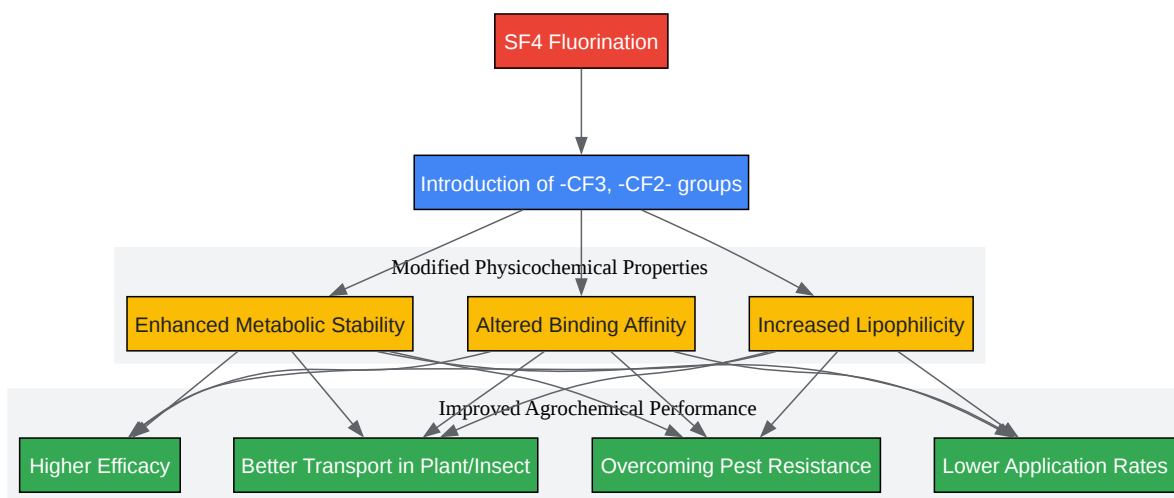 SF4 Fluorination
Introduction of -CF3, -CF2- groups
Modified Physicochemical Properties
Enhanced Metabolic Stability
Altered Binding Affinity
Increased Lipophilicity
Improved Agrochemical Performance
Higher Efficacy
Better Transport in Plant/Insect
Overcoming Pest Resistance
Lower Application Rates